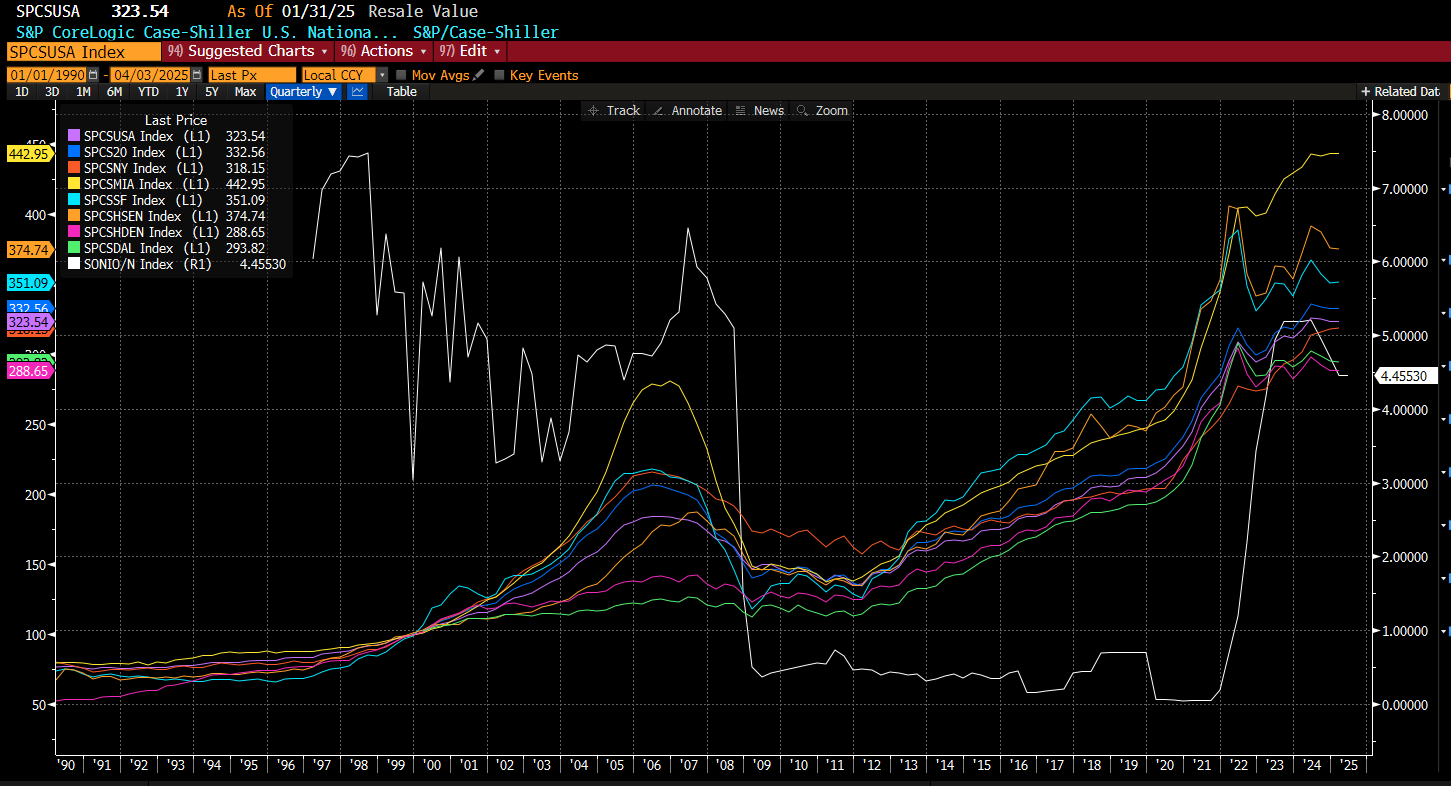 SPCSUSA 323.54 As Of 01/31/25 Resale Value
S&P CoreLogic Case-Shiller U.S. Nationa... S&P/Case-Shiller
SPCSUSA Index 94) Suggested Charts 96) Actions 97) Edit
01/01/1990 - 04/03/2025 Last Px Local CCY Mov Avgs Key Events
1D 3D 1M 6M YTD 1Y 5Y Max Quarterly ▼ Table + Related Dat
Track Annotate News Zoom
Last Price
SPCSUSA Index (L1) 323.54
SPCS20 Index (L1) 332.56
SPCSNY Index (L1) 318.15
SPCSMIA Index (L1) 442.95
SPCSSF Index (L1) 351.09
SPCSHSEN Index (L1) 374.74
SPCSHDEN Index (L1) 288.65
SPCSDAL Index (L1) 293.82
SONIO/N Index (R1) 4.45530
450
442.95
400
374.74
351.09
332.56
323.54
300
288.65
250
200
150
100
50
8.00000
7.00000
6.00000
5.00000
4.45530
4.00000
3.00000
2.00000
1.00000
0.00000
'90 '91 '92 '93 '94 '95 '96 '97 '98 '99 '00 '01 '02 '03 '04 '05 '06 '07 '08 '09 '10 '11 '12 '13 '14 '15 '16 '17 '18 '19 '20 '21 '22 '23 '24 '25